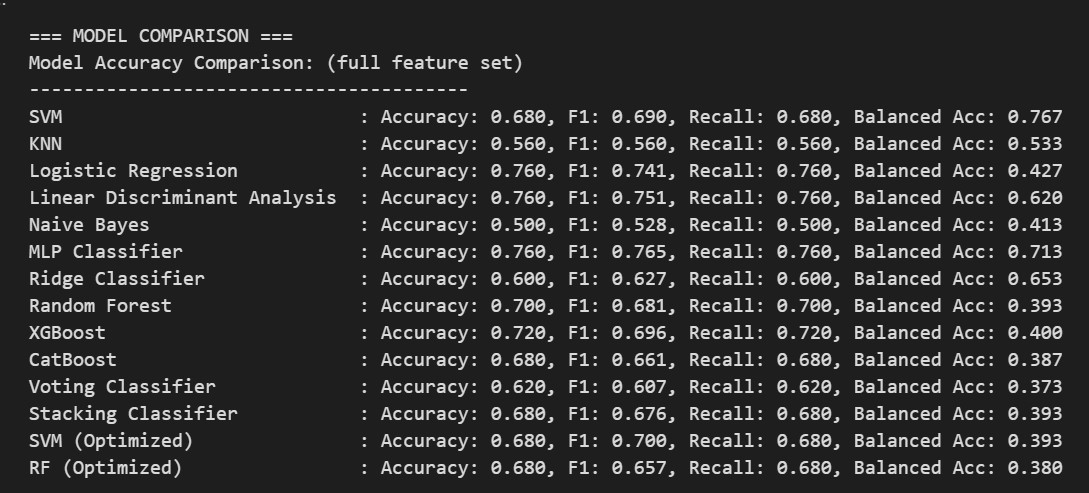 === MODEL COMPARISON ===
Model Accuracy Comparison: (full feature set)
----------------------------------------
SVM : Accuracy: 0.680, F1: 0.690, Recall: 0.680, Balanced Acc: 0.767
KNN : Accuracy: 0.560, F1: 0.560, Recall: 0.560, Balanced Acc: 0.533
Logistic Regression : Accuracy: 0.760, F1: 0.741, Recall: 0.760, Balanced Acc: 0.427
Linear Discriminant Analysis : Accuracy: 0.760, F1: 0.751, Recall: 0.760, Balanced Acc: 0.620
Naive Bayes : Accuracy: 0.500, F1: 0.528, Recall: 0.500, Balanced Acc: 0.413
MLP Classifier : Accuracy: 0.760, F1: 0.765, Recall: 0.760, Balanced Acc: 0.713
Ridge Classifier : Accuracy: 0.600, F1: 0.627, Recall: 0.600, Balanced Acc: 0.653
Random Forest : Accuracy: 0.700, F1: 0.681, Recall: 0.700, Balanced Acc: 0.393
XGBoost : Accuracy: 0.720, F1: 0.696, Recall: 0.720, Balanced Acc: 0.400
CatBoost : Accuracy: 0.680, F1: 0.661, Recall: 0.680, Balanced Acc: 0.387
Voting Classifier : Accuracy: 0.620, F1: 0.607, Recall: 0.620, Balanced Acc: 0.373
Stacking Classifier : Accuracy: 0.680, F1: 0.676, Recall: 0.680, Balanced Acc: 0.393
SVM (Optimized) : Accuracy: 0.680, F1: 0.700, Recall: 0.680, Balanced Acc: 0.393
RF (Optimized) : Accuracy: 0.680, F1: 0.657, Recall: 0.680, Balanced Acc: 0.380